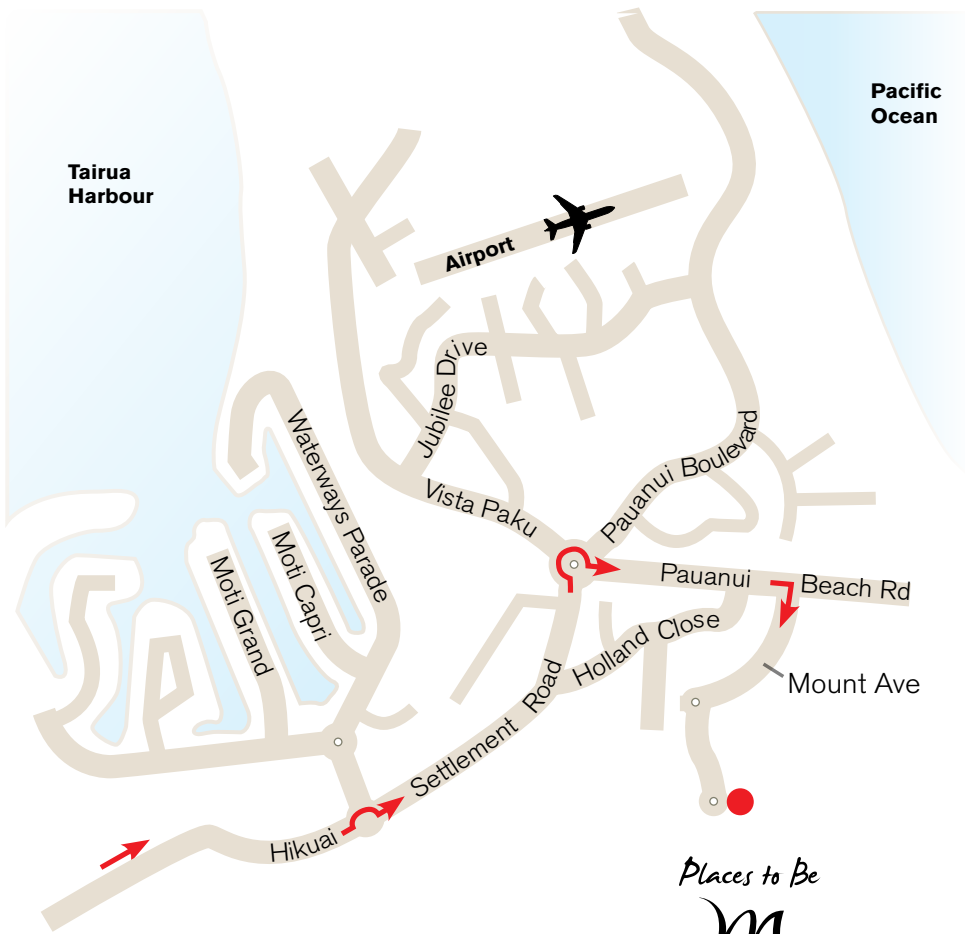 Pacific
Ocean
Tairua
Harbour
Airport
Jubilee Drive
Waterways Parade
Vista Paku
Pauanui Boulevard
Moti Capri
Moti Grand
Pauanui Beach Rd
Holland Close
Mount Ave
Hikuai Settlement Road
Places to Be